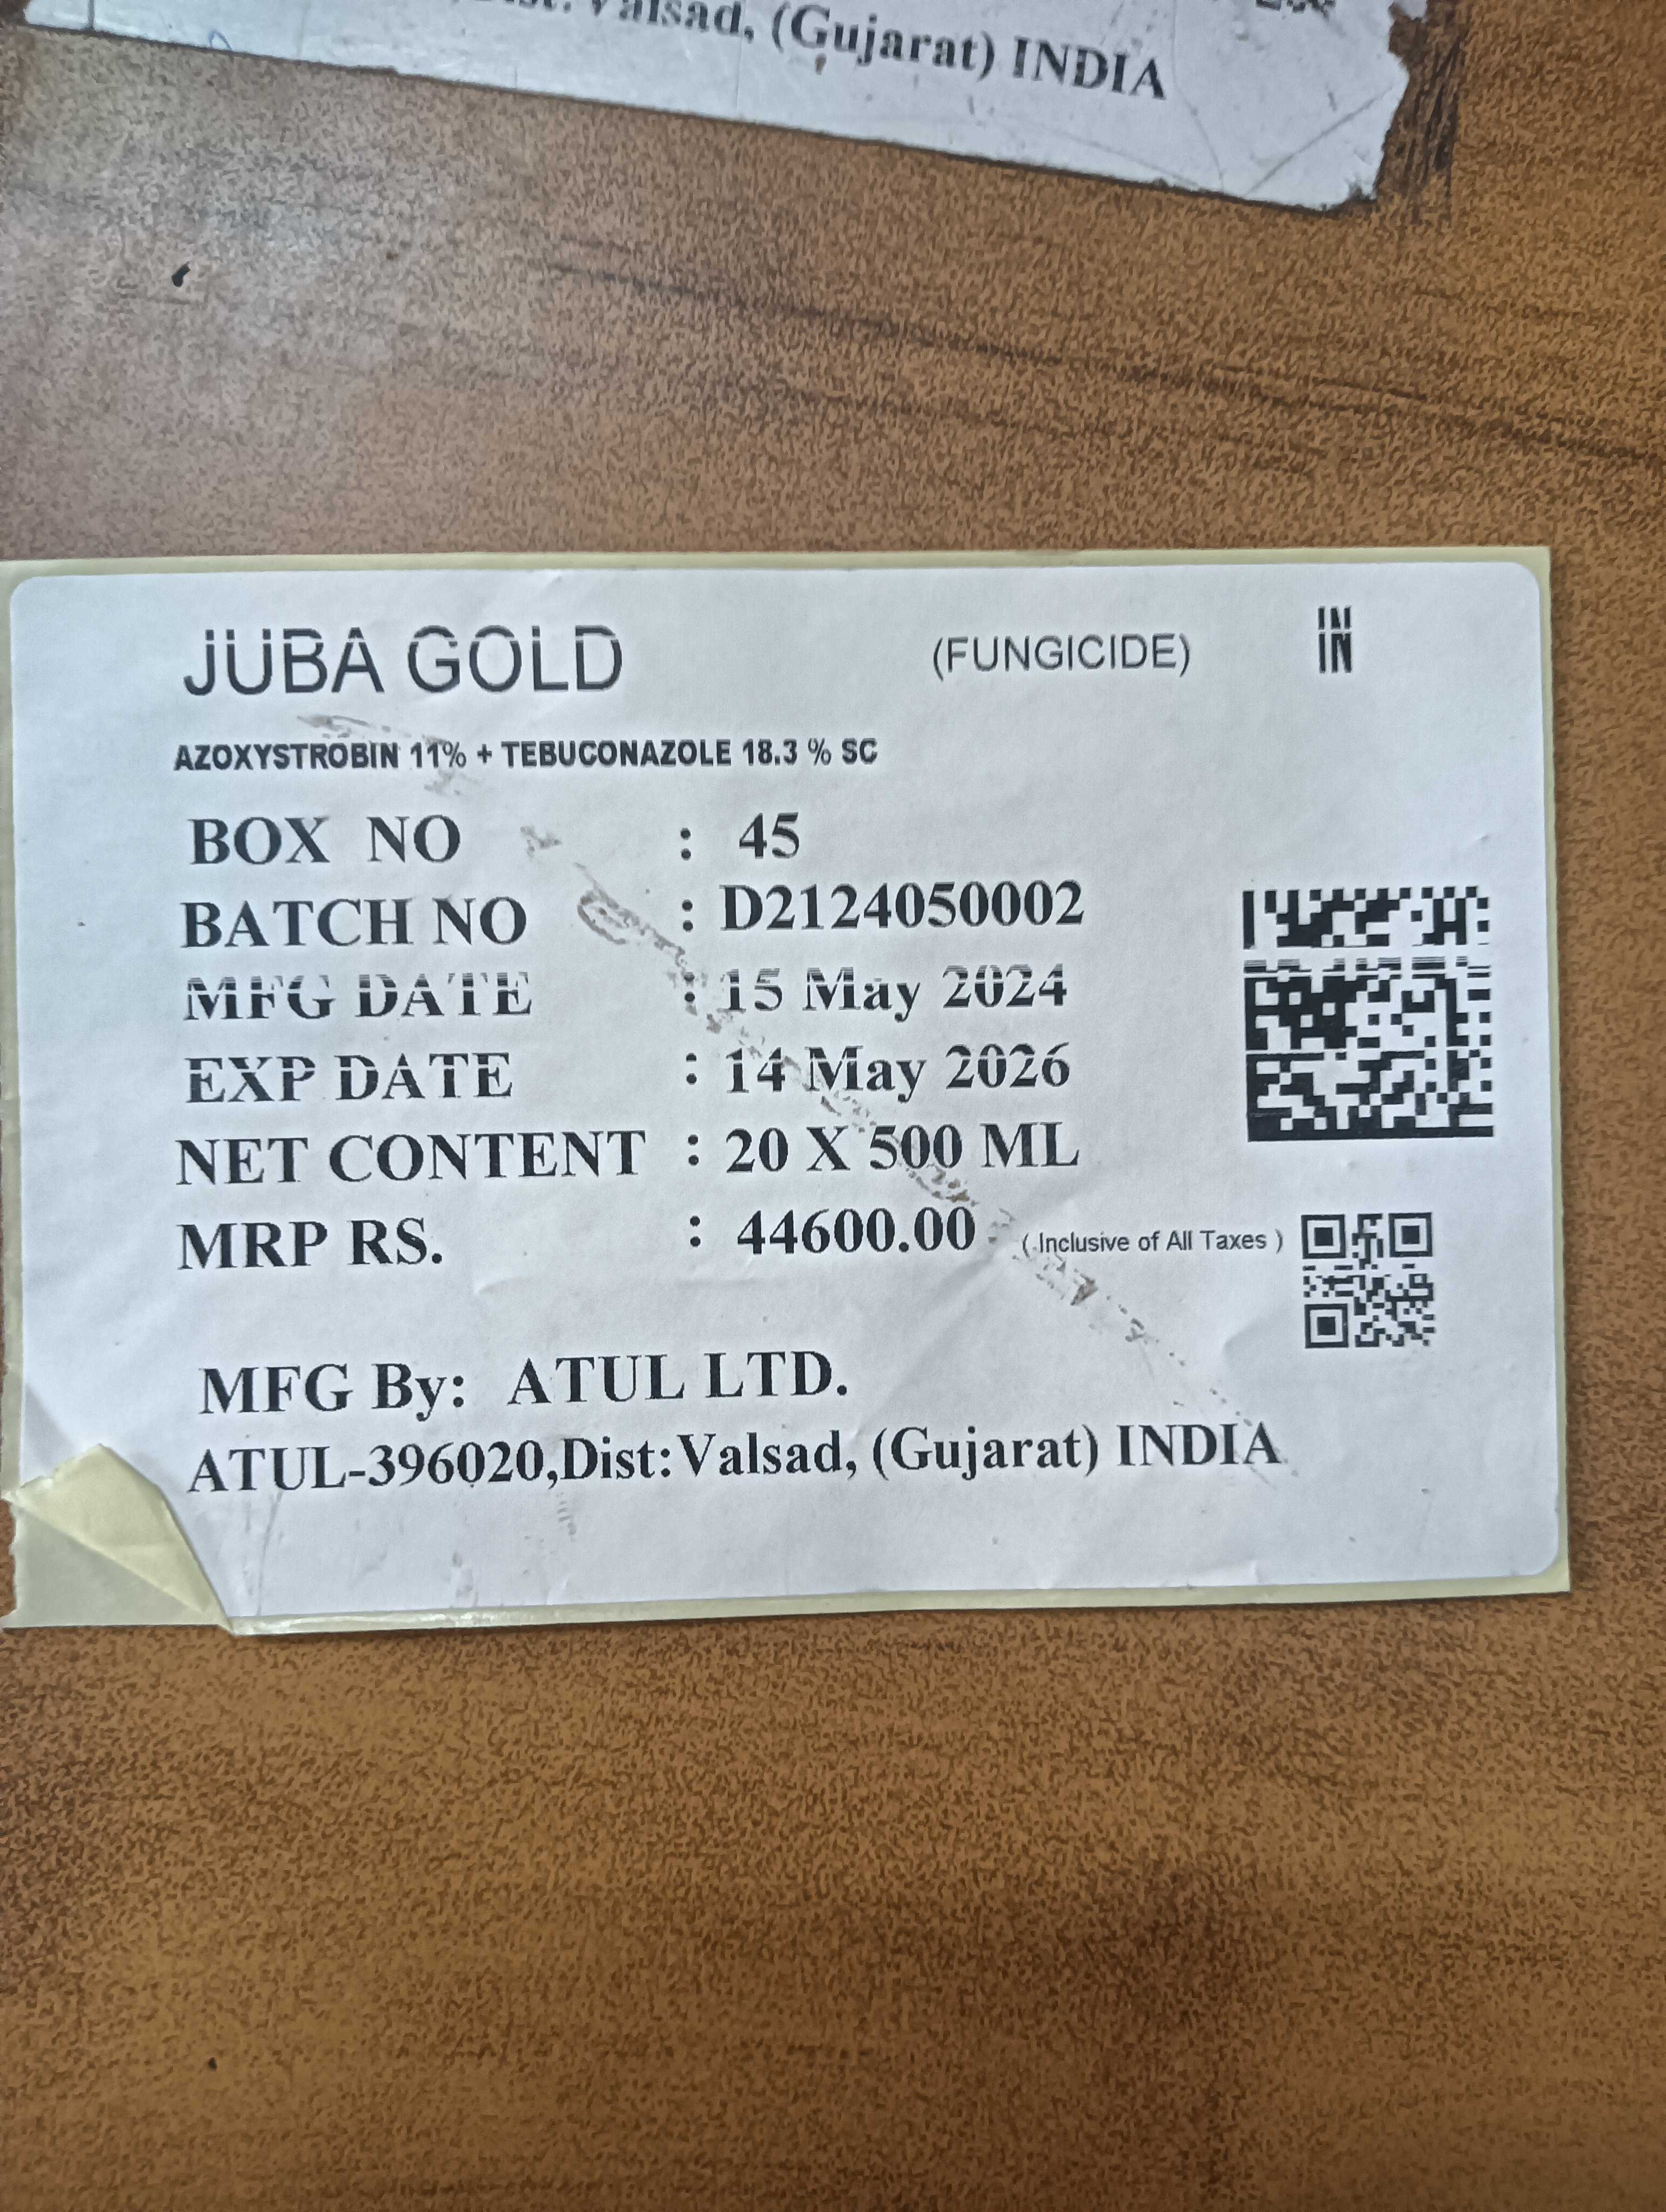 Valsad, (Gujarat) INDIA
JUBA GOLD (FUNGICIDE) IN
AZOXYSTROBIN 11% + TEBUCONAZOLE 18.3 % SC
BOX NO : 45
BATCH NO : D2124050002
MFG DATE : 15 May 2024
EXP DATE : 14 May 2026
NET CONTENT : 20 X 500 ML
MRP RS. : 44600.00 ( Inclusive of All Taxes )
MFG By: ATUL LTD.
ATUL-396020,Dist:Valsad, (Gujarat) INDIA